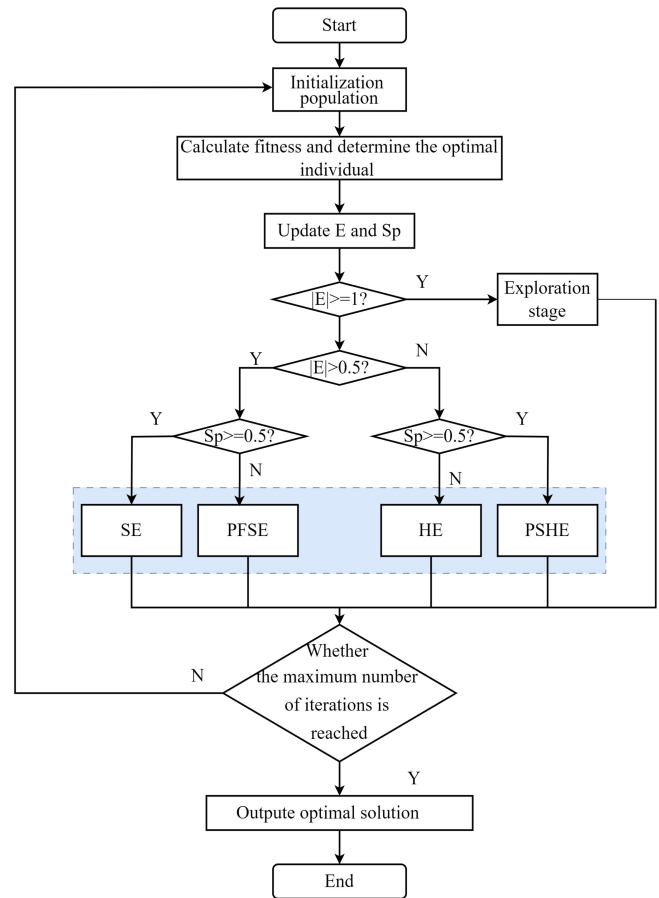 Start
Initialization
population
Calculate fitness and determine the optimal
individual
Update E and Sp
|E|>=1?
Y
Exploration
stage
|E|>0.5?
Y
N
Sp>=0.5?
Y
N
Sp>=0.5?
Y
N
SE
PFSE
HE
PSHE
Whether
the maximum number
of iterations is
reached
N
Y
Outpute optimal solution
End